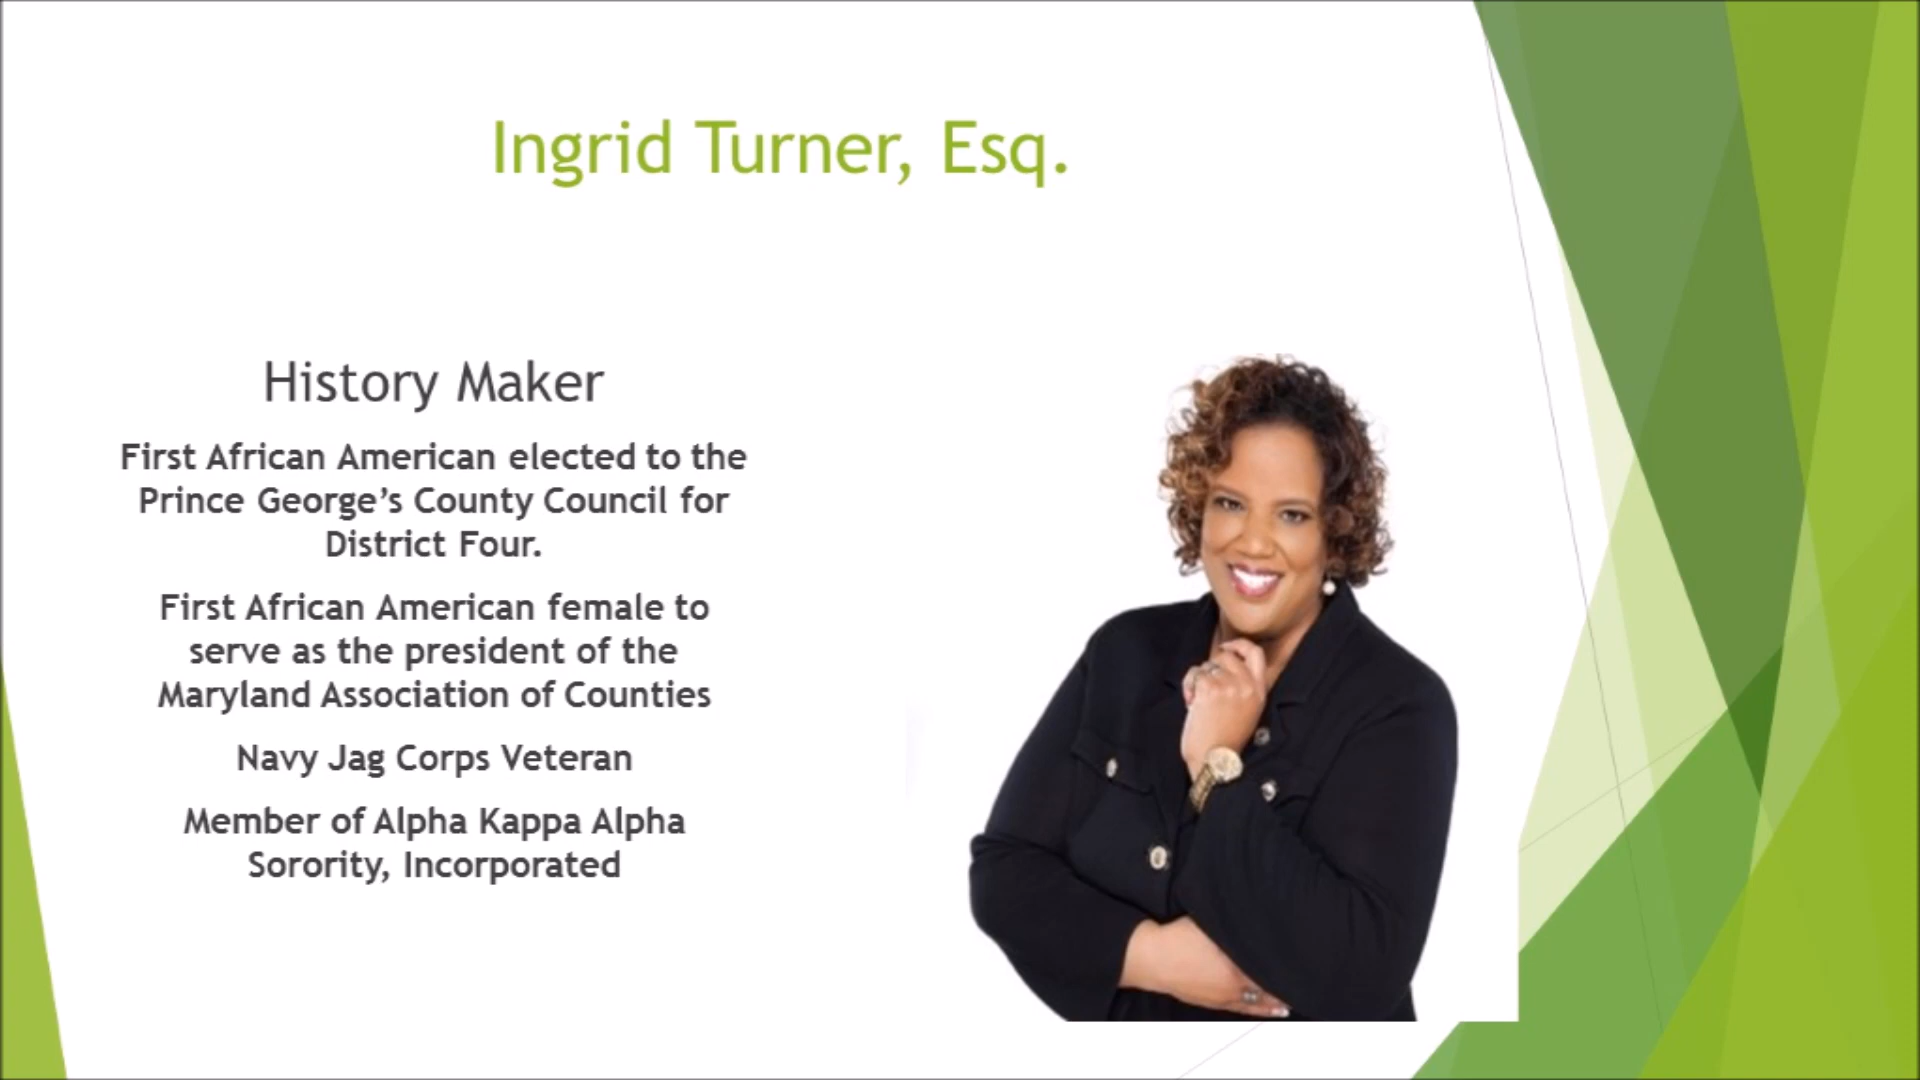 Ingrid Turner, Esq.
History Maker
First African American elected to the
Prince George’s County Council for
District Four.
First African American female to
serve as the president of the
Maryland Association of Counties
Navy Jag Corps Veteran
Member of Alpha Kappa Alpha
Sorority, Incorporated